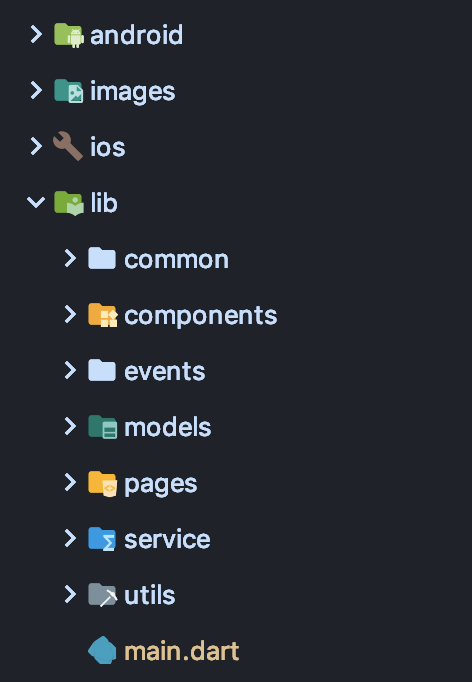 android
images
ios
lib
common
components
events
models
pages
service
utils
main.dart